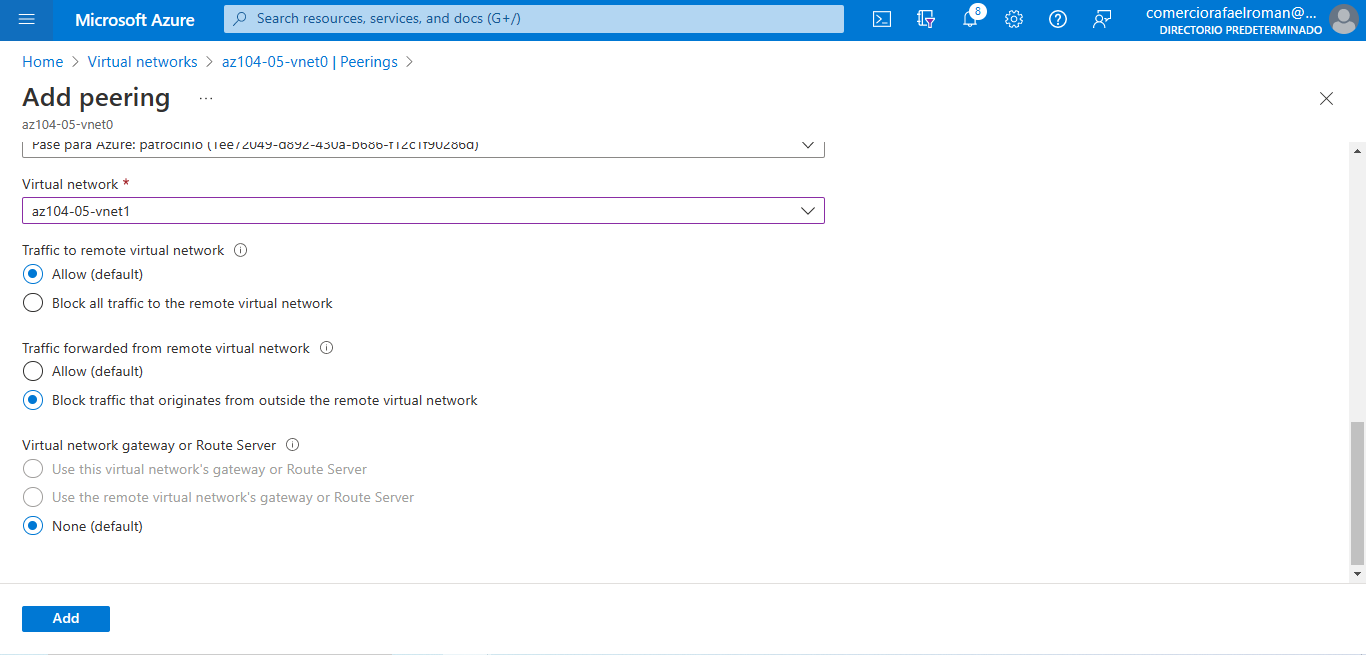 Microsoft Azure
Search resources, services, and docs (G+/)
8
comerciorafaelroman@...
DIRECTORIO PREDETERMINADO
Home > Virtual networks > az104-05-vnet0 | Peerings >
Add peering ...
az104-05-vnet0
Pase para Azure: patrocinio (1ee72049-d892-430a-b686-f12c1f90286d)
Virtual network *
az104-05-vnet1
Traffic to remote virtual network
Allow (default)
Block all traffic to the remote virtual network
Traffic forwarded from remote virtual network
Allow (default)
Block traffic that originates from outside the remote virtual network
Virtual network gateway or Route Server
Use this virtual network's gateway or Route Server
Use the remote virtual network's gateway or Route Server
None (default)
Add